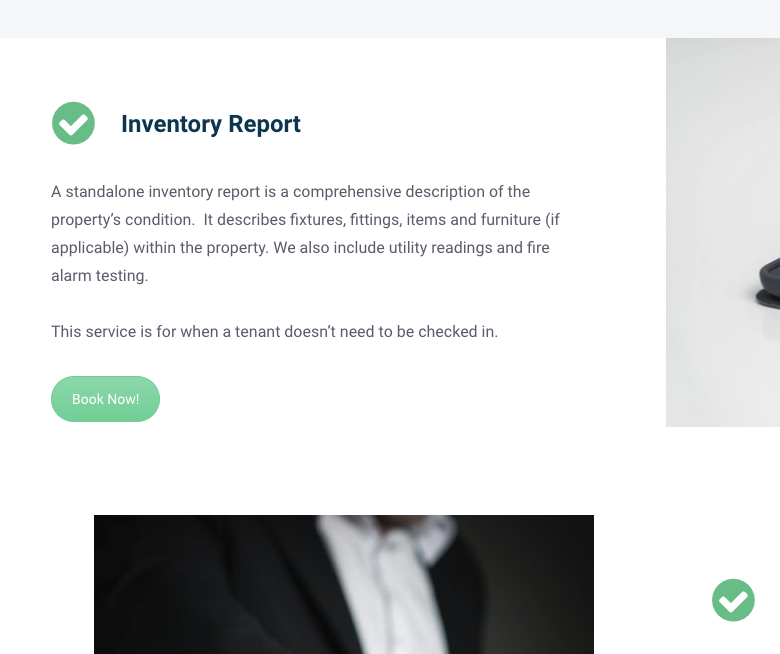 Inventory Report
A standalone inventory report is a comprehensive description of the
property’s condition.  It describes fixtures, fittings, items and furniture (if
applicable) within the property. We also include utility readings and fire
alarm testing.
This service is for when a tenant doesn’t need to be checked in.
Book Now!